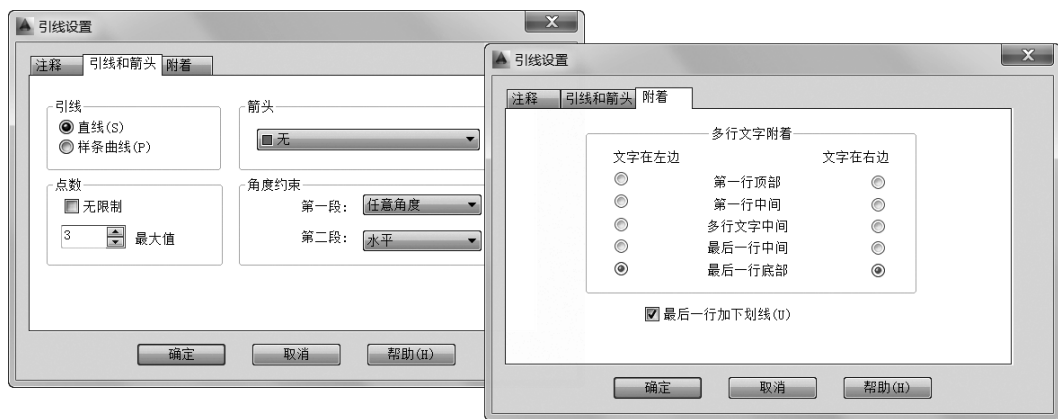 引线设置
注释 引线和箭头 附着
引线
直线(S)
样条曲线(P)
箭头
无
点数
无限制
3 最大值
角度约束
第一段: 任意角度
第二段: 水平
确定 取消 帮助(H)
引线设置
注释 引线和箭头 附着
多行文字附着
文字在左边 文字在右边
第一行顶部
第一行中间
多行文字中间
最后一行中间
最后一行底部
最后一行加下划线(U)
确定 取消 帮助(H)